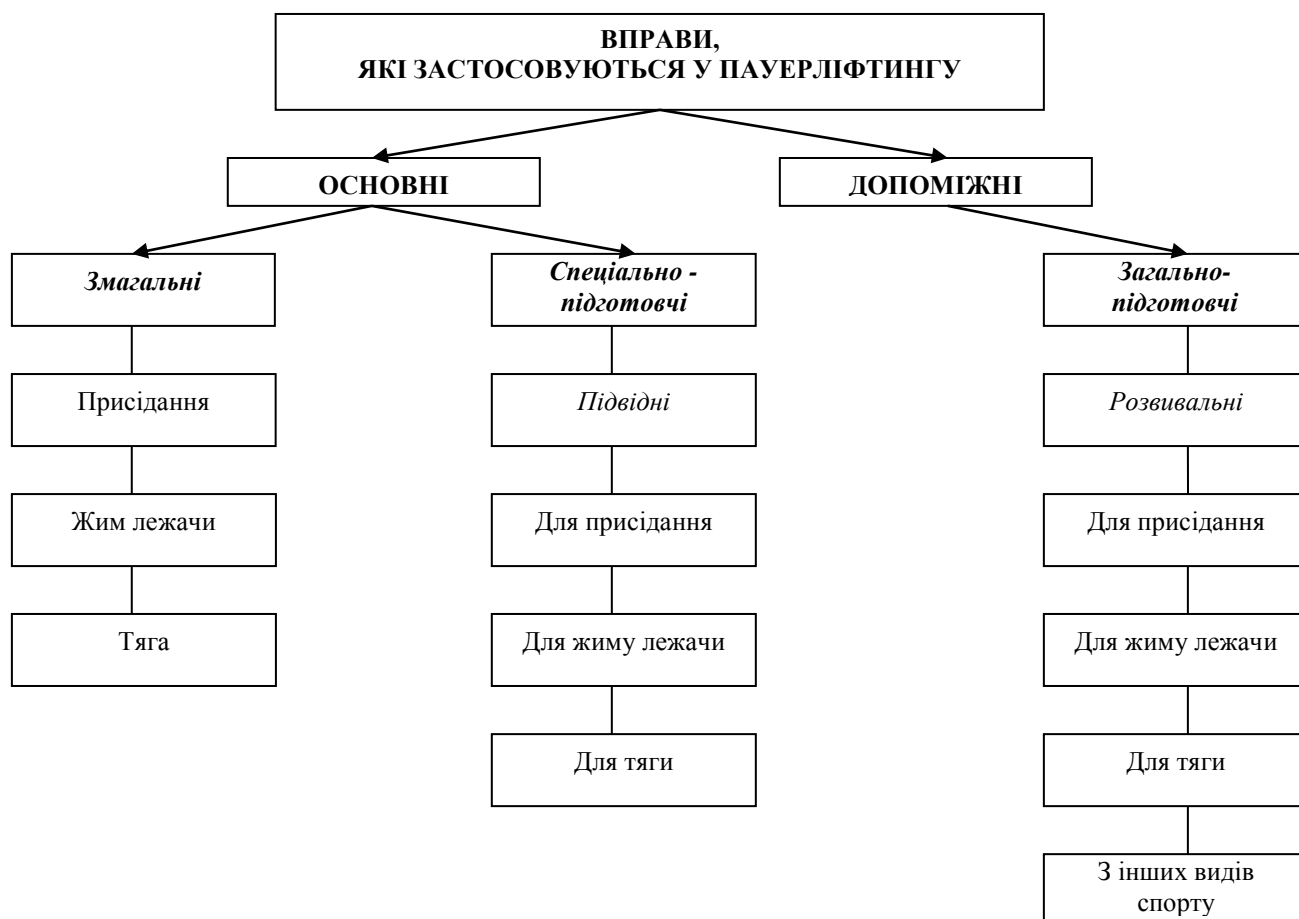 ВПРАВИ,
ЯКІ ЗАСТОСОВУЮТЬСЯ У ПАУЕРЛІФТИНГУ
ОСНОВНІ
ДОПОМІЖНІ
Змагальні
Спеціально -
підготовчі
Загально-
підготовчі
Присідання
Підвідні
Розвивальні
Жим лежачи
Для присідання
Для присідання
Тяга
Для жиму лежачи
Для жиму лежачи
Для тяги
Для тяги
З інших видів
спорту